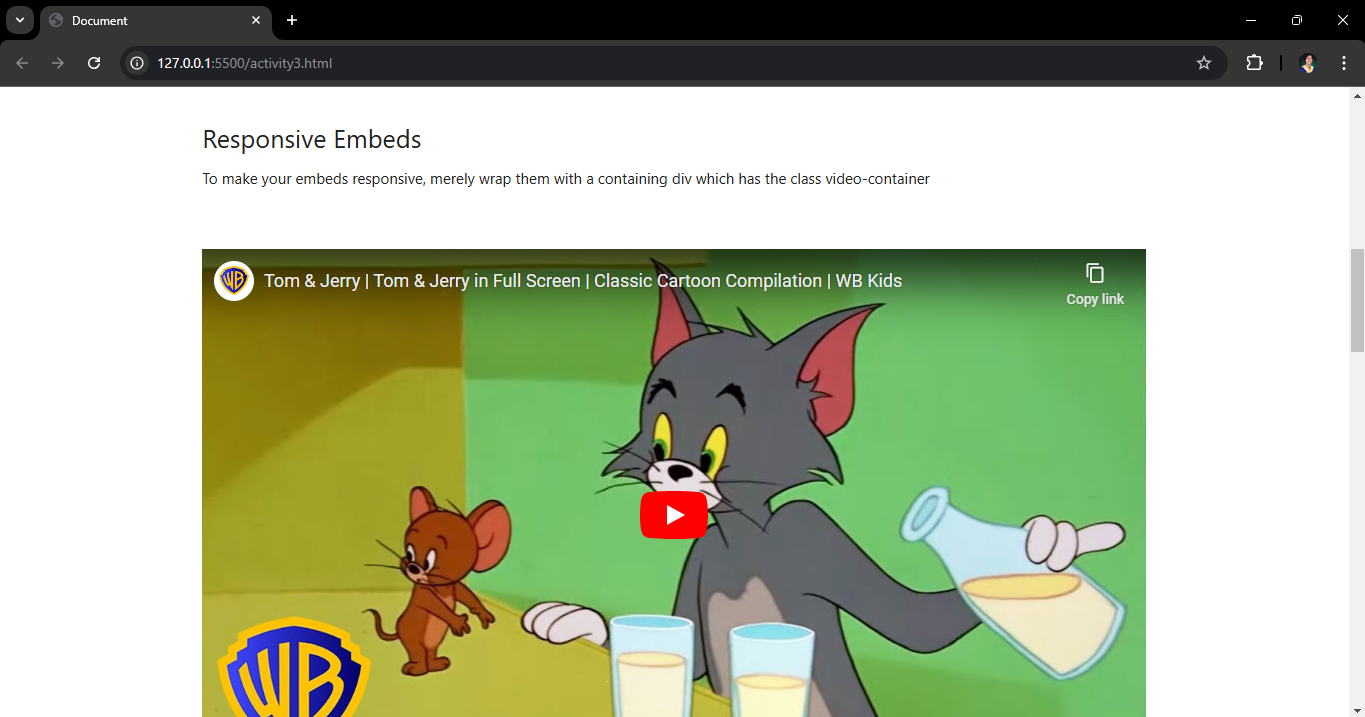 Document
127.0.0.1:5500/activity3.html
Responsive Embeds
To make your embeds responsive, merely wrap them with a containing div which has the class video-container
WB
Tom & Jerry | Tom & Jerry in Full Screen | Classic Cartoon Compilation | WB Kids
Copy link
WB